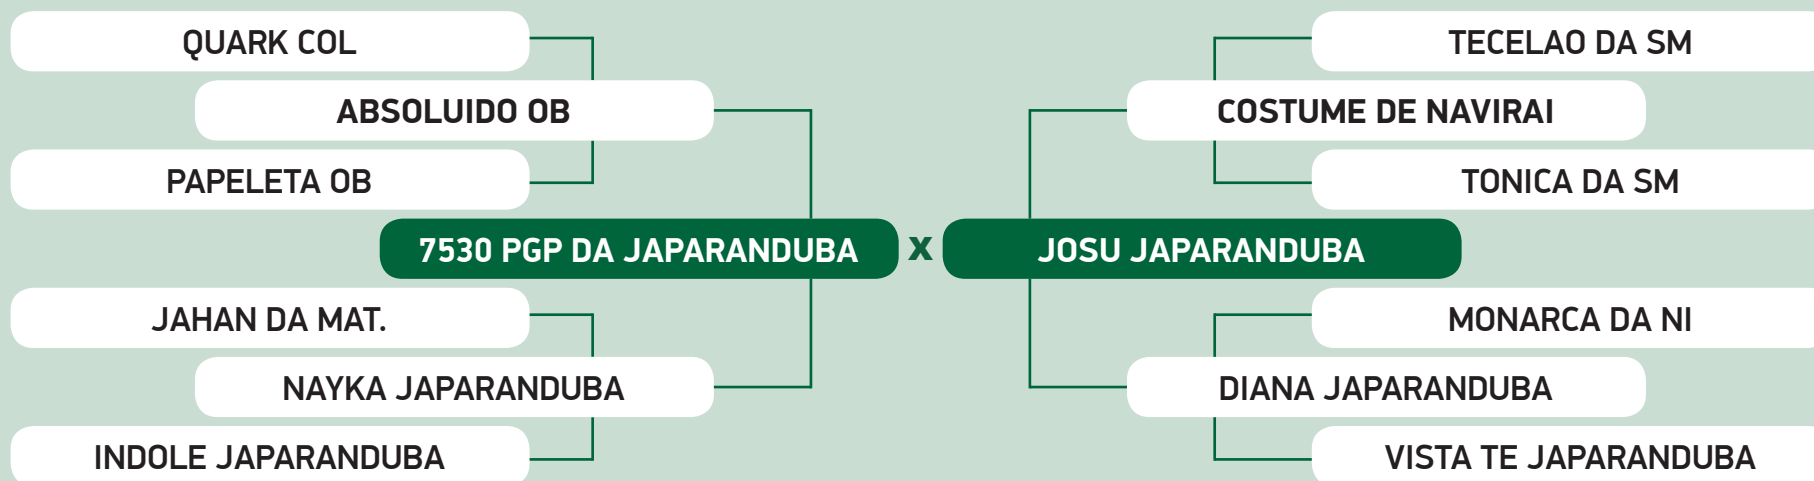 QUARK COL
TECELAO DA SM
ABSOLUIDO OB
COSTUME DE NAVIRAI
PAPELETA OB
TONICA DA SM
7530 PGP DA JAPARANDUBA X JOSU JAPARANDUBA
JAHAN DA MAT.
MONARCA DA NI
NAYKA JAPARANDUBA
DIANA JAPARANDUBA
INDOLE JAPARANDUBA
VISTA TE JAPARANDUBA